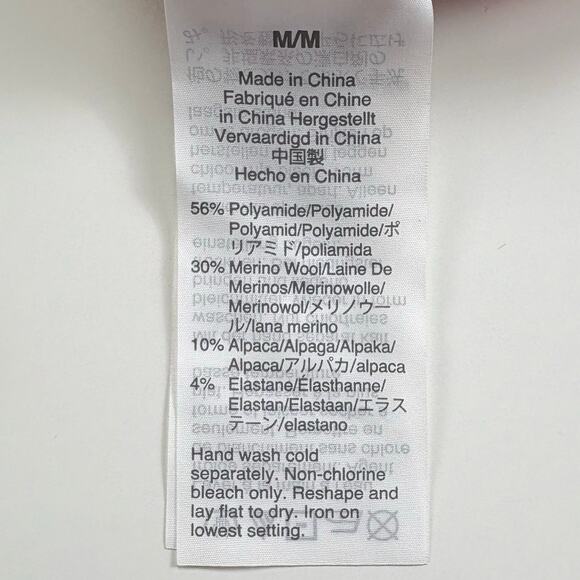 M/M
Made in China
Fabriqué en Chine
in China Hergestellt
Vervaardigd in China
中国製
Hecho en China
56% Polyamide/Polyamide/
Polyamid/Polyamide/ポ
リアミド/poliamida
30% Merino Wool/Laine De
Merinos/Merinowolle/
Merinowol/メリノウー
ル/lana merino
10% Alpaca/Alpaga/Alpaka/
Alpaca/アルパカ/alpaca
4% Elastane/Élasthanne/
Elastan/Elastaan/エラス
テーン/elastano
Hand wash cold
separately. Non-chlorine
bleach only. Reshape and
lay flat to dry. Iron on
lowest setting.